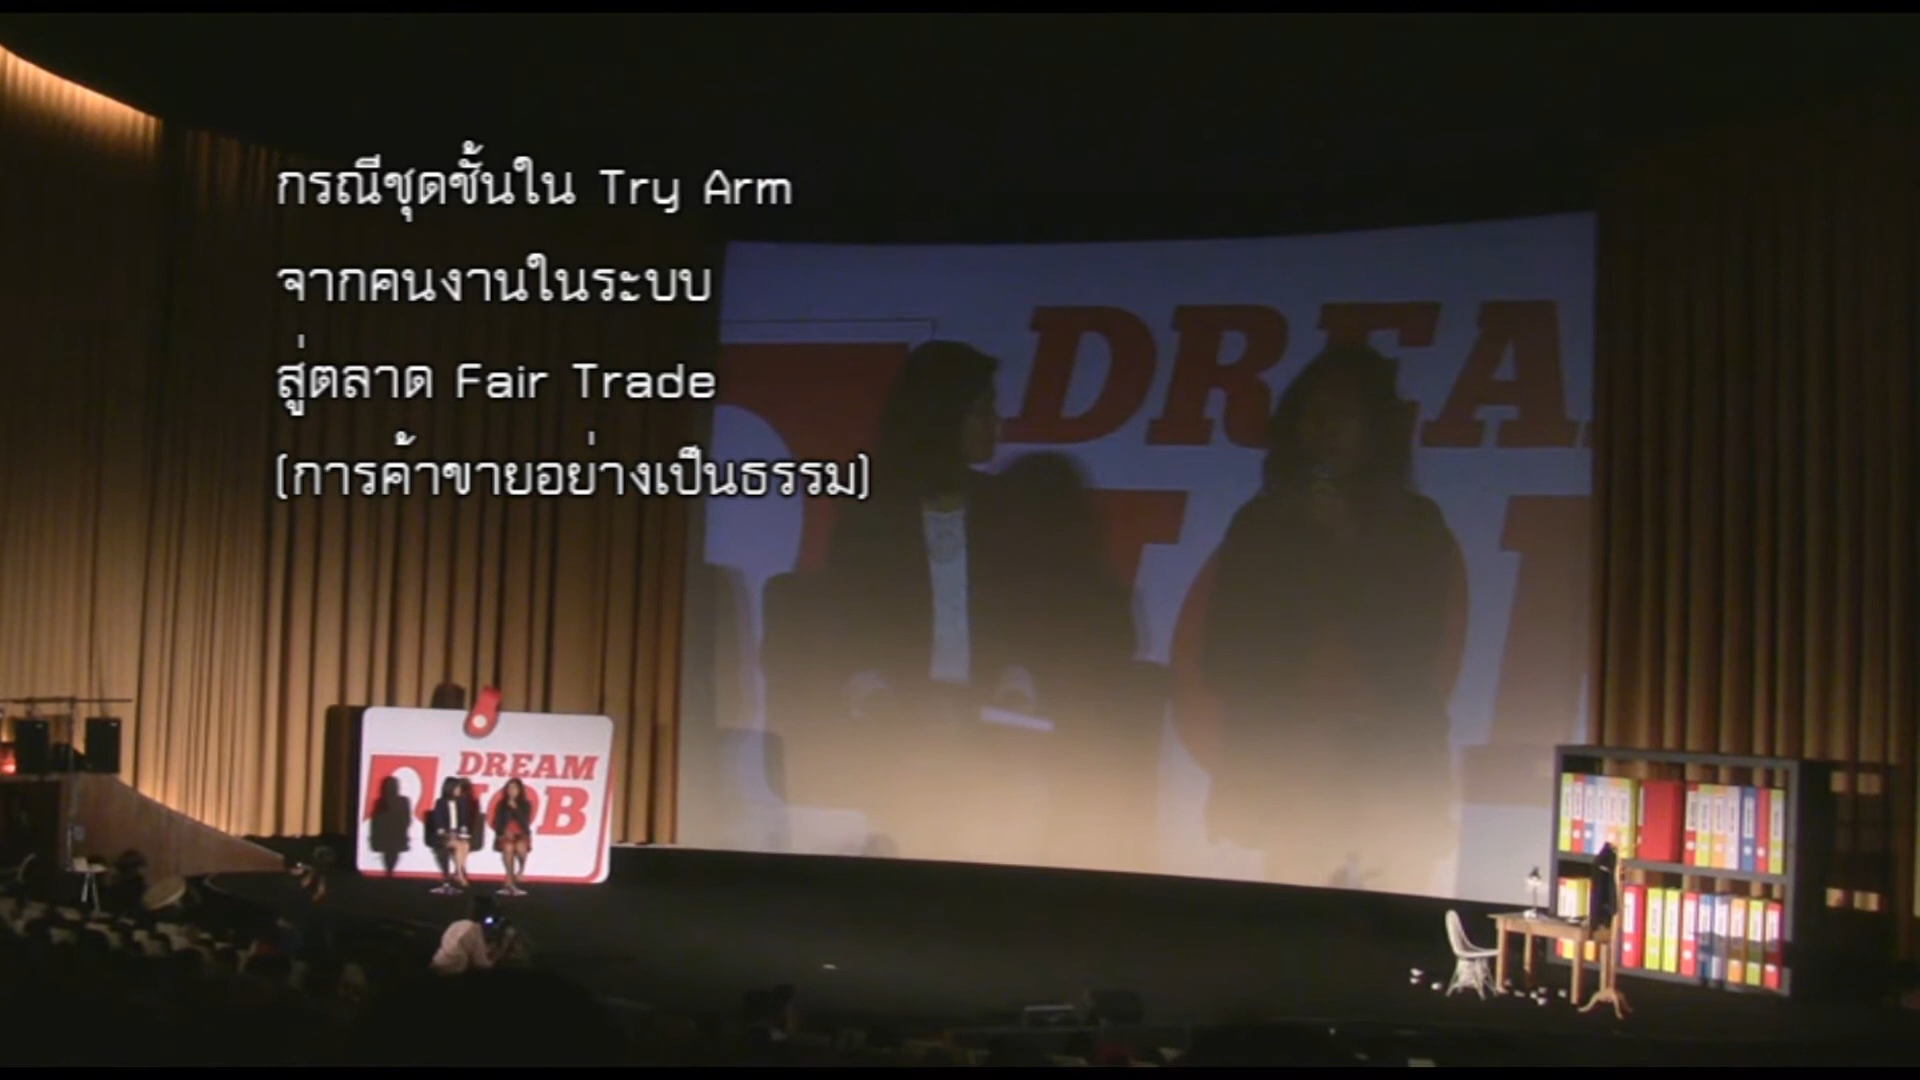 กรณีชุดชั้นใน Try Arm
จากคนงานในระบบ
สู่ตลาด Fair Trade
(การค้าขายอย่างเป็นธรรม)
DREA
DREAM
JOB